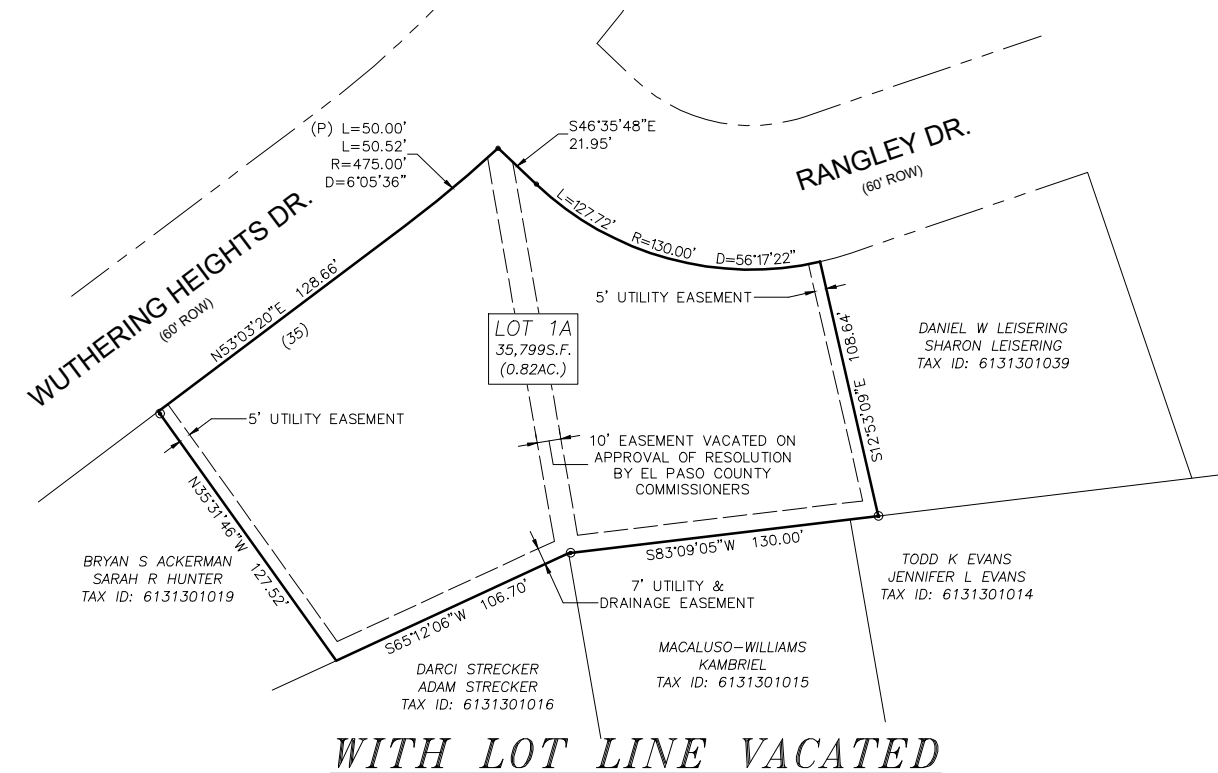 (P) L=50.00'
L=50.52'
R=475.00'
D=6°05'36"
S46°35'48"E
21.95'
RANGLEY DR.
(60' ROW)
WUTHERING HEIGHTS DR.
(60' ROW)
N53°03'20"E 128.66'
(35)
L=127.72' R=130.00' D=56°17'22"
5' UTILITY EASEMENT
LOT 1A
35,799S.F.
(0.82AC.)
S12°53'09"E 108.64'
DANIEL W LEISERING
SHARON LEISERING
TAX ID: 6131301039
5' UTILITY EASEMENT
10' EASEMENT VACATED ON
APPROVAL OF RESOLUTION
BY EL PASO COUNTY
COMMISSIONERS
N35°31'46"W 127.52'
S83°09'05"W 130.00'
BRYAN S ACKERMAN
SARAH R HUNTER
TAX ID: 6131301019
TODD K EVANS
JENNIFER L EVANS
TAX ID: 6131301014
7' UTILITY &
DRAINAGE EASEMENT
S65°12'06"W 106.70'
MACALUSO-WILLIAMS
KAMBRIEL
TAX ID: 6131301015
DARCI STRECKER
ADAM STRECKER
TAX ID: 6131301016
WITH LOT LINE VACATED